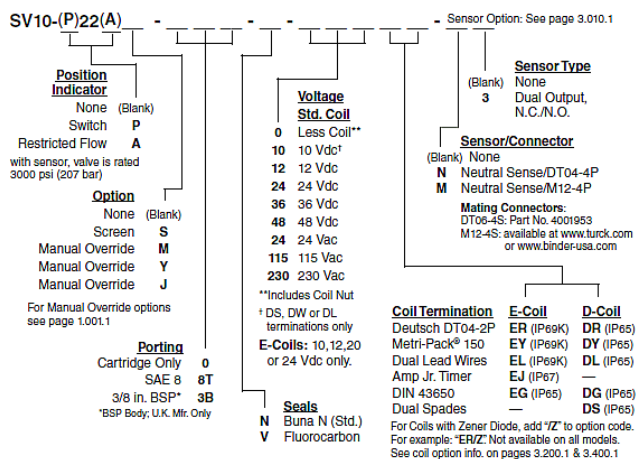 SV10-(P)22(A)__ - ___ - _ - _____ - __ Sensor Option: See page 3.010.1
Position
Indicator
None (Blank)
Switch P
Restricted Flow A
with sensor, valve is rated
3000 psi (207 bar)
Option
None (Blank)
Screen S
Manual Override M
Manual Override Y
Manual Override J
For Manual Override options
see page 1.001.1
Porting
Cartridge Only 0
SAE 8 8T
3/8 in. BSP* 3B
*BSP Body; U.K. Mfr. Only
Seals
N Buna N (Std.)
V Fluorocarbon
Voltage
Std. Coil
0 Less Coil**
10 10 Vdc†
12 12 Vdc
24 24 Vdc
36 36 Vdc
48 48 Vdc
24 24 Vac
115 115 Vac
230 230 Vac
**Includes Coil Nut
† DS, DW or DL
terminations only
E-Coils: 10,12,20
or 24 Vdc only.
Sensor Type
(Blank) None
3 Dual Output,
N.C./N.O.
Sensor/Connector
(Blank) None
N Neutral Sense/DT04-4P
M Neutral Sense/M12-4P
Mating Connectors:
DT06-4S: Part No. 4001953
M12-4S: available at www.turck.com
or www.binder-usa.com
Coil Termination E-Coil D-Coil
Deutsch DT04-2P ER (IP69K) DR (IP65)
Metri-Pack® 150 EY (IP69K) DY (IP65)
Dual Lead Wires EL (IP69K) DL (IP65)
Amp Jr. Timer EJ (IP67) —
DIN 43650 EG (IP65) DG (IP65)
Dual Spades — DS (IP65)
For Coils with Zener Diode, add "/Z" to option code.
For example: "ER/Z". Not available on all models.
See coil option info. on pages 3.200.1 & 3.400.1